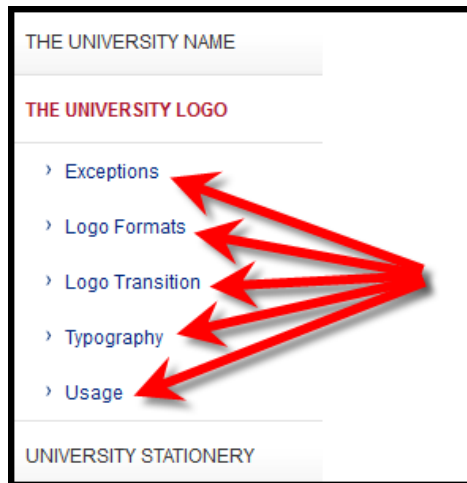 THE UNIVERSITY NAME
THE UNIVERSITY LOGO
› Exceptions
› Logo Formats
› Logo Transition
› Typography
› Usage
UNIVERSITY STATIONERY